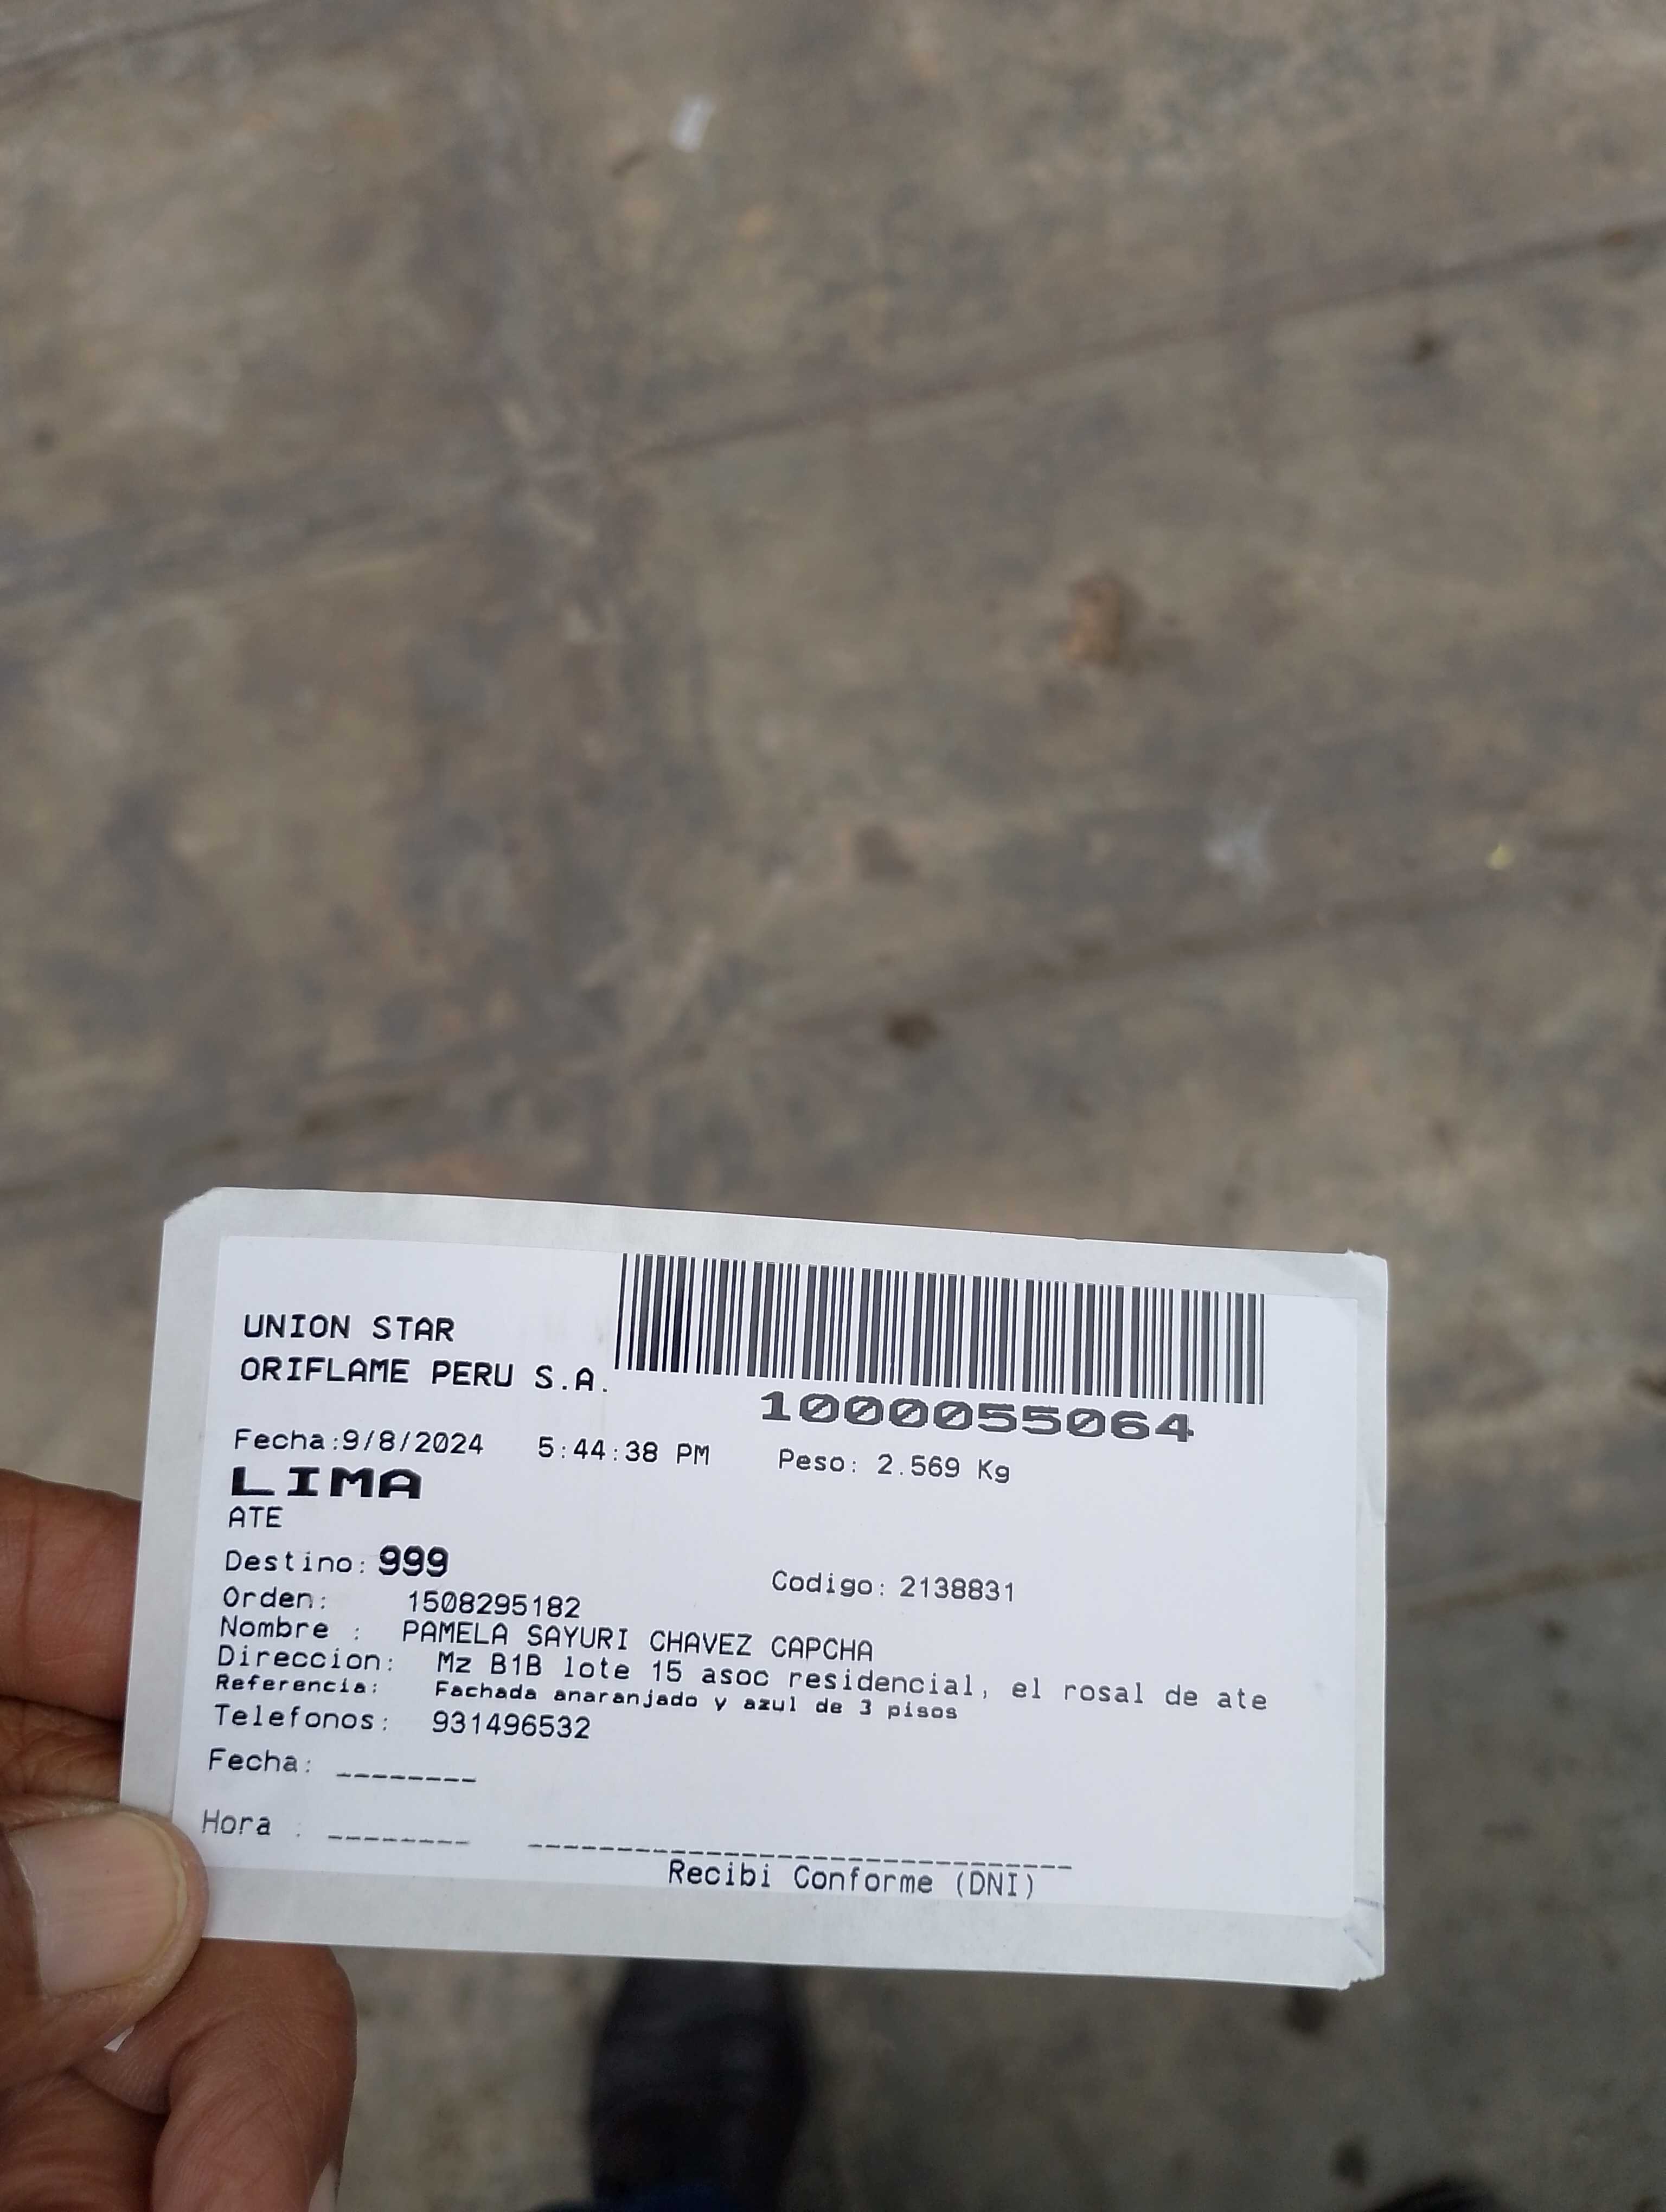 UNION STAR
ORIFLAME PERU S.A.
1000055064
Fecha:9/8/2024 5:44:38 PM Peso: 2.569 Kg
LIMA
ATE
Destino: 999
Codigo: 2138831
Orden: 1508295182
Nombre : PAMELA SAYURI CHAVEZ CAPCHA
Direccion: Mz B1B lote 15 asoc residencial, el rosal de ate
Referencia: Fachada anaranjado y azul de 3 pisos
Telefonos: 931496532
Fecha: --------
Hora : -------- -------------------------------
Recibi Conforme (DNI)